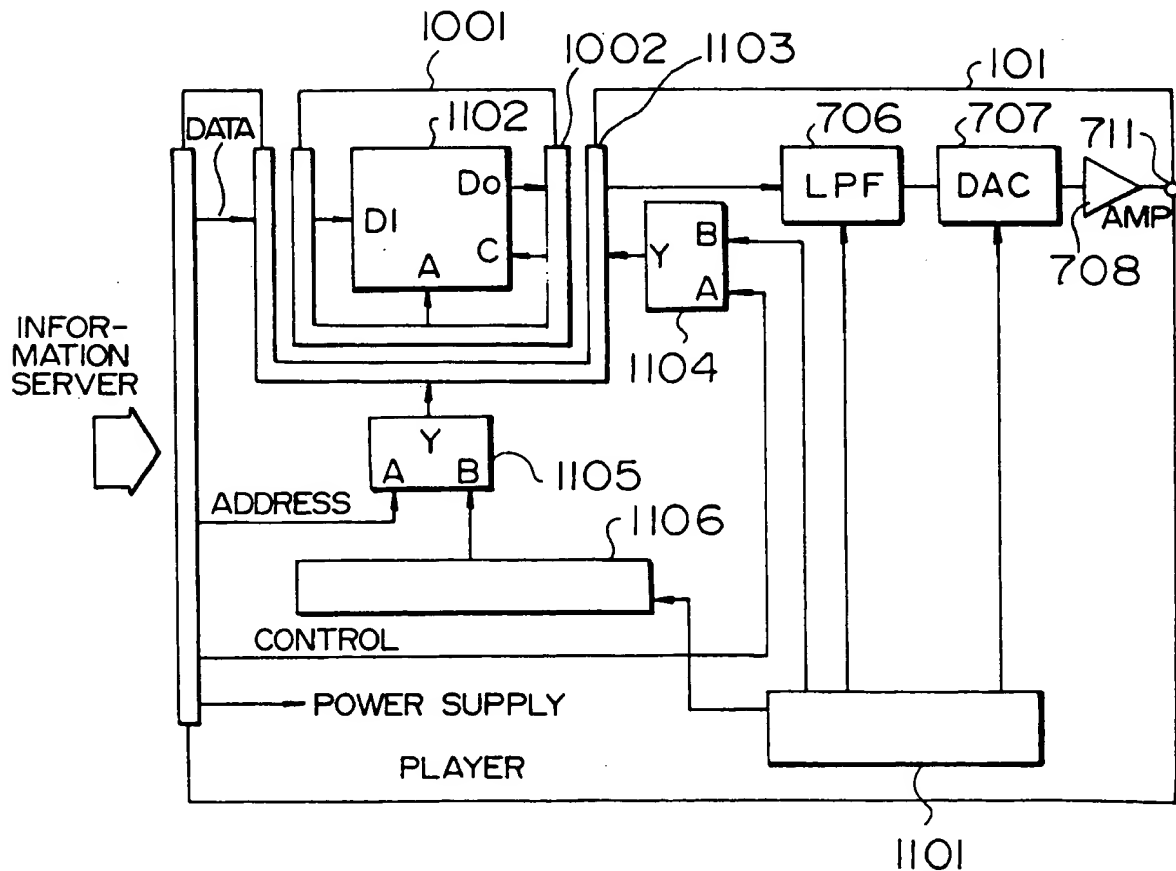 1001
1002
1103
101
DATA
1102
706
707
711
Do
DI
C
A
LPF
DAC
AMP
708
Y
B
A
1104
INFOR-
MATION
SERVER
Y
A B
1105
ADDRESS
1106
CONTROL
POWER SUPPLY
PLAYER
1101